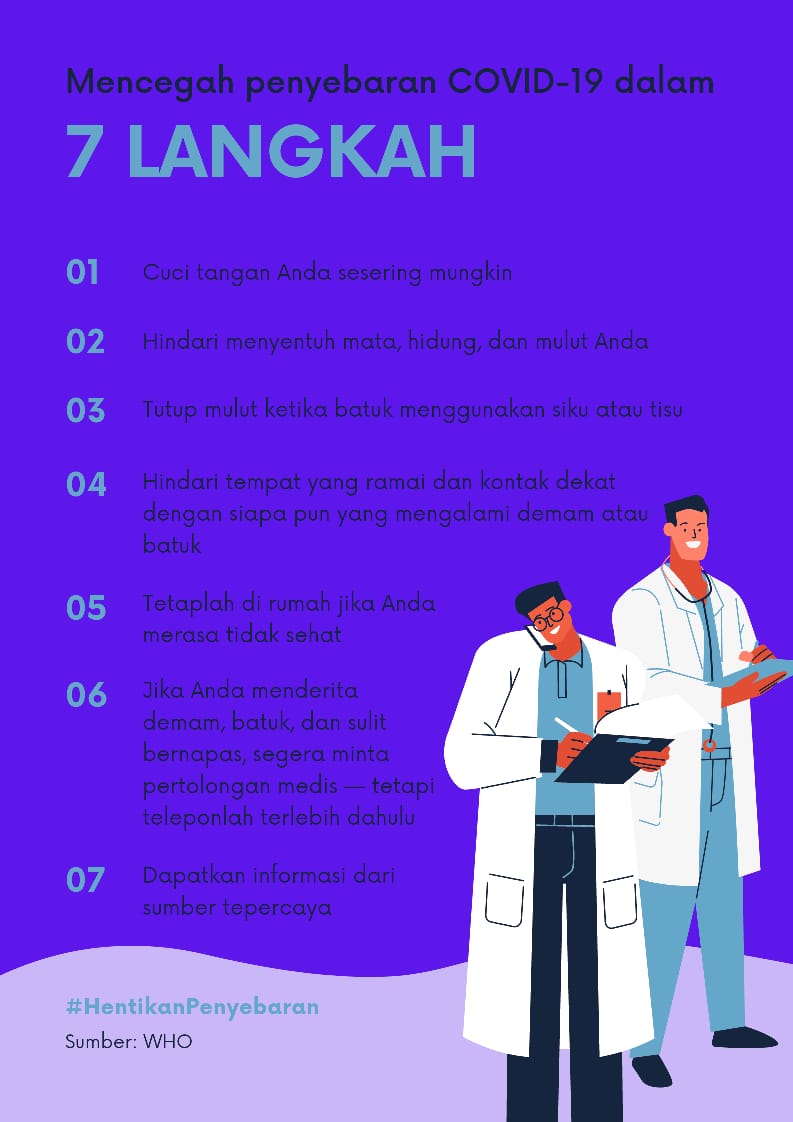 Mencegah penyebaran COVID-19 dalam
7 LANGKAH
01 Cuci tangan Anda sesering mungkin
02 Hindari menyentuh mata, hidung, dan mulut Anda
03 Tutup mulut ketika batuk menggunakan siku atau tisu
04 Hindari tempat yang ramai dan kontak dekat
dengan siapa pun yang mengalami demam atau
batuk
05 Tetaplah di rumah jika Anda
merasa tidak sehat
06 Jika Anda menderita
demam, batuk, dan sulit
bernapas, segera minta
pertolongan medis — tetapi
teleponlah terlebih dahulu
07 Dapatkan informasi dari
sumber tepercaya
#HentikanPenyebaran
Sumber: WHO